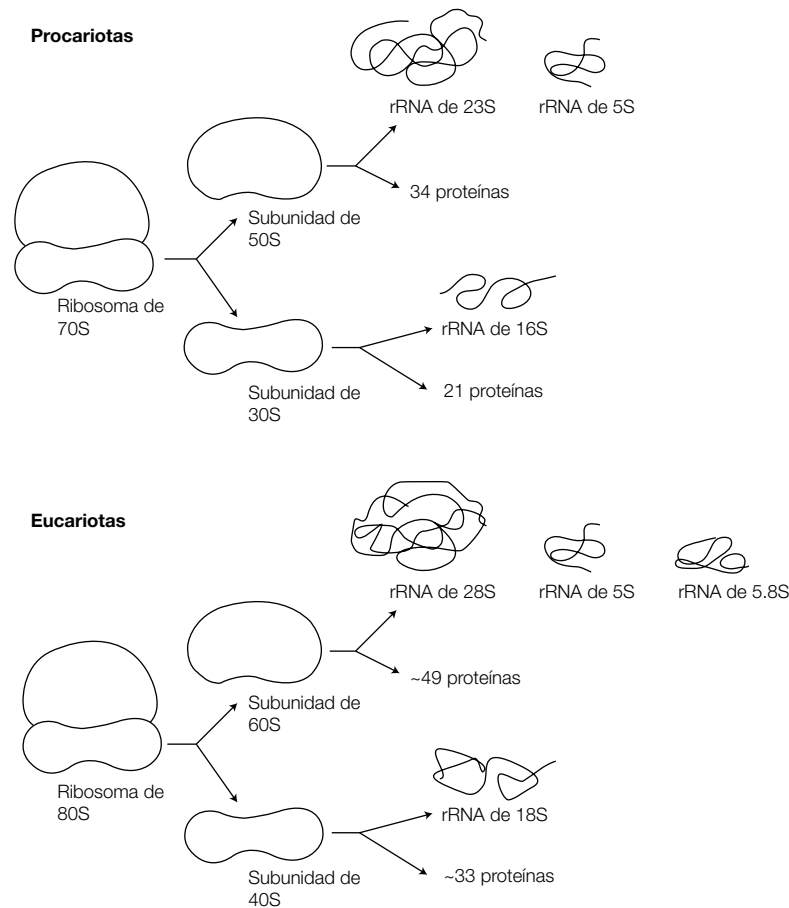 Procariotas
rRNA de 23S
rRNA de 5S
34 proteínas
Subunidad de
50S
Ribosoma de
70S
rRNA de 16S
Subunidad de
30S
21 proteínas
Eucariotas
rRNA de 28S
rRNA de 5S
rRNA de 5.8S
~49 proteínas
Subunidad de
60S
Ribosoma de
80S
rRNA de 18S
Subunidad de
40S
~33 proteínas